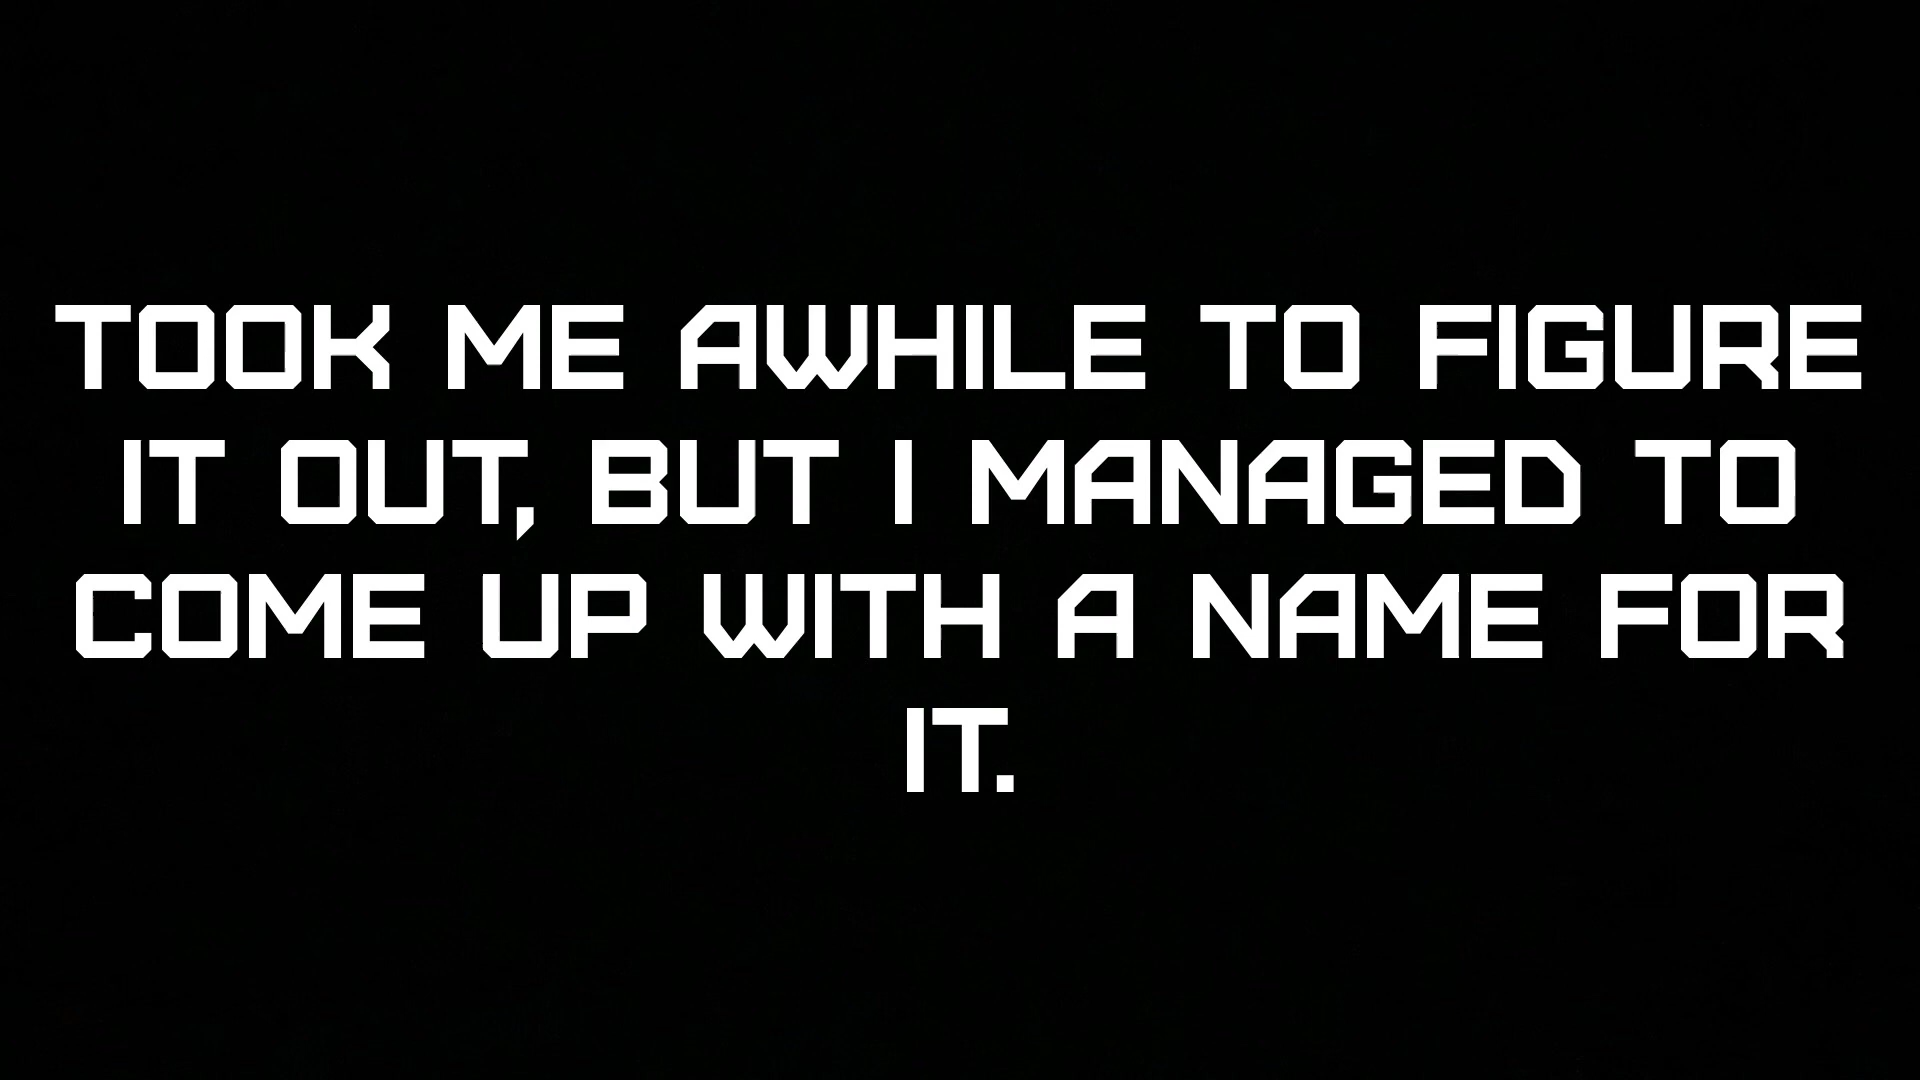 TOOK ME AWHILE TO FIGURE
IT OUT, BUT I MANAGED TO
COME UP WITH A NAME FOR
IT.